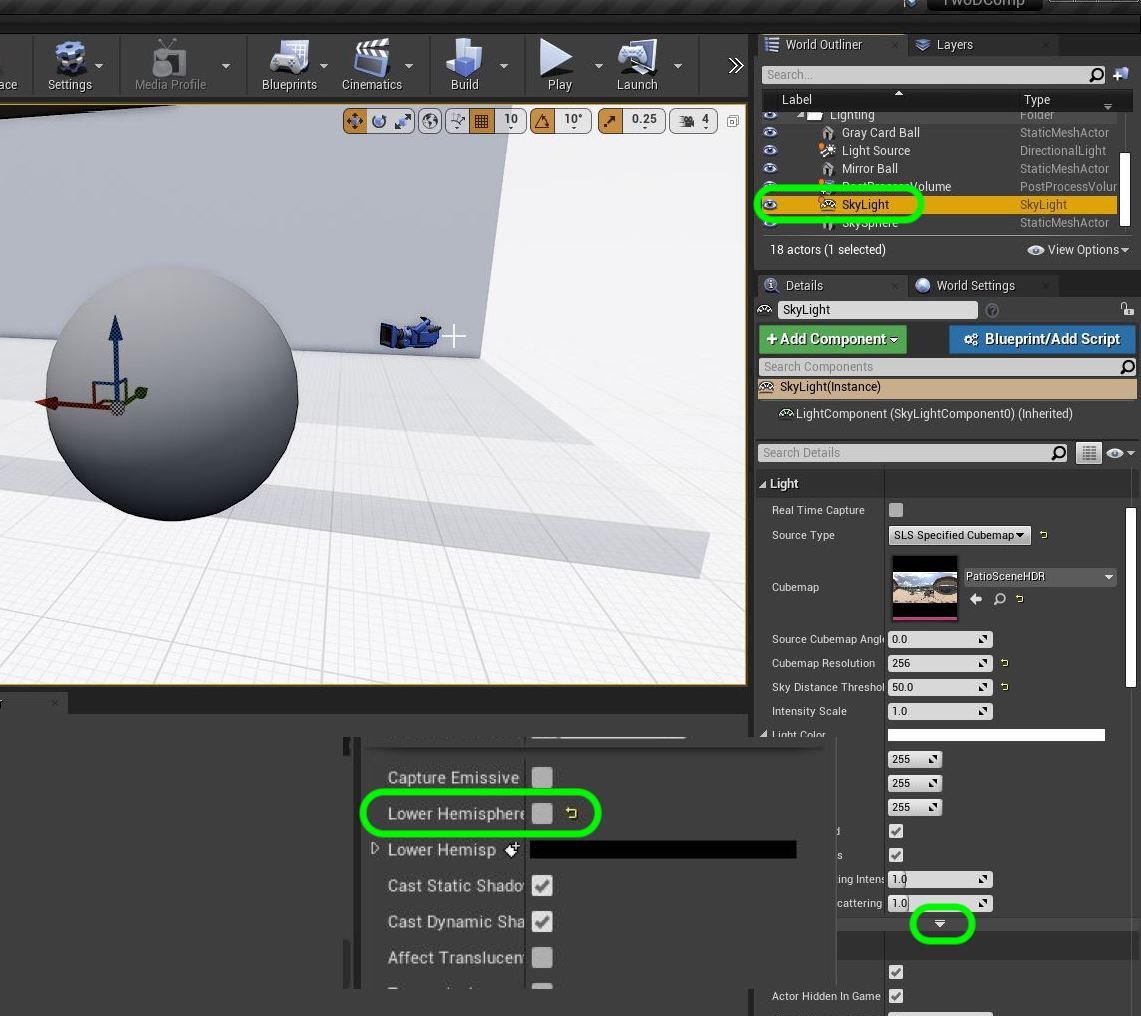 TwoDComp
ace
Settings
Media Profile
Blueprints
Cinematics
Build
Play
Launch
10
10°
0.25
4
World Outliner
Layers
Search...
Label
Type
Lighting
Folder
Gray Card Ball
StaticMeshActor
Light Source
DirectionalLight
Mirror Ball
StaticMeshActor
PostProcessVolume
PostProcessVolur
SkyLight
SkyLight
SkySphere
StaticMeshActor
18 actors (1 selected)
View Options
Details
World Settings
SkyLight
+Add Component
Blueprint/Add Script
Search Components
SkyLight(Instance)
LightComponent (SkyLightComponent0) (Inherited)
Search Details
Light
Real Time Capture
Source Type
SLS Specified Cubemap
Cubemap
PatioSceneHDR
Source Cubemap Angle
0.0
Cubemap Resolution
256
Sky Distance Threshol
50.0
Intensity Scale
1.0
Light Color
255
255
255
d
s
ing Intens
1.0
cattering
1.0
Actor Hidden In Game
Capture Emissive
Lower Hemisphere
Lower Hemisp
Cast Static Shado
Cast Dynamic Sha
Affect Translucen